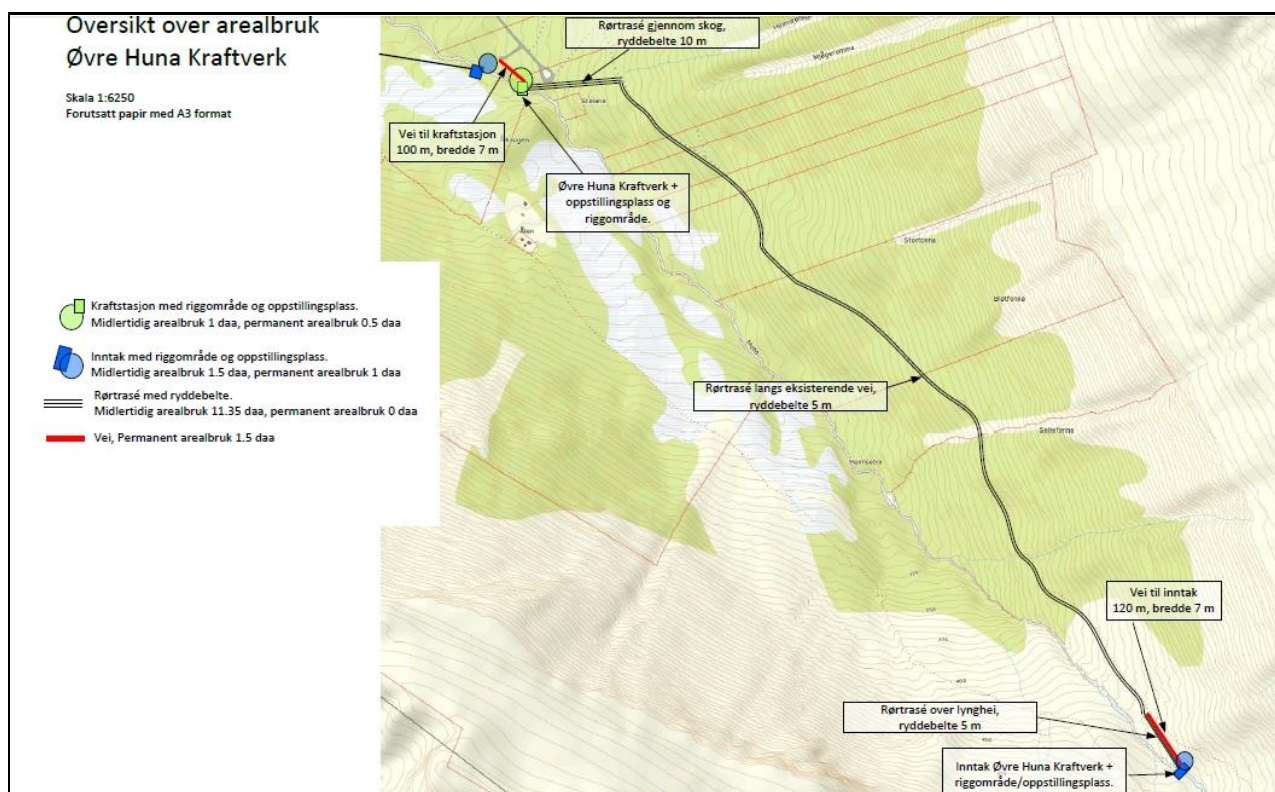 Oversikt over arealbruk
Øvre Huna Kraftverk
Skala 1:6250
Forutsatt papir med A3 format
Rørtrasé gjennom skog,
ryddebelte 10 m
Vei til kraftstasjon
100 m, bredde 7 m
Øvre Huna Kraftverk +
oppstillingsplass og
riggområde.
Kraftstasjon med riggområde og oppstillingsplass.
Midlertidig arealbruk 1 daa, permanent arealbruk 0.5 daa
Inntak med riggområde og oppstillingsplass.
Midlertidig arealbruk 1.5 daa, permanent arealbruk 1 daa
Rørtrasé med ryddebelte.
Midlertidig arealbruk 11.35 daa, permanent arealbruk 0 daa
Vei, Permanent arealbruk 1.5 daa
Storfonna
Huna
Rørtrasé langs eksisterende vei,
ryddebelte 5 m
Vei til inntak
120 m, bredde 7 m
Rørtrasé over lynghei,
ryddebelte 5 m
Inntak Øvre Huna Kraftverk +
riggområde/oppstillingsplass.